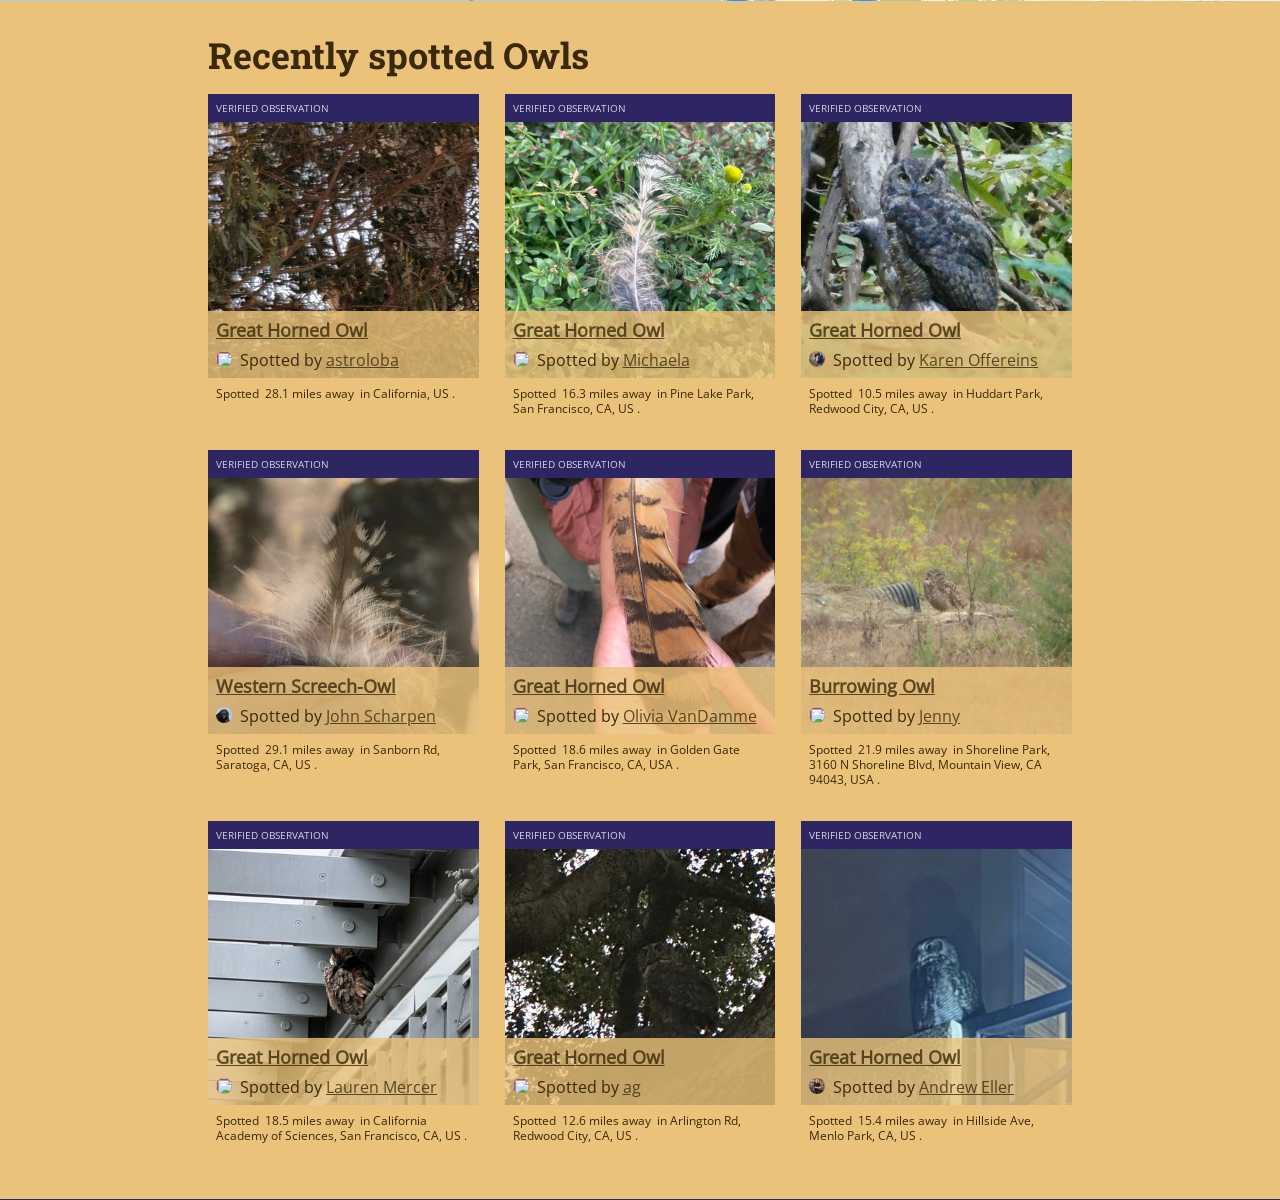 Recently spotted Owls
VERIFIED OBSERVATION
Great Horned Owl
Spotted by astroloba
Spotted 28.1 miles away in California, US .
VERIFIED OBSERVATION
Great Horned Owl
Spotted by Michaela
Spotted 16.3 miles away in Pine Lake Park,
San Francisco, CA, US .
VERIFIED OBSERVATION
Great Horned Owl
Spotted by Karen Offereins
Spotted 10.5 miles away in Huddart Park,
Redwood City, CA, US .
VERIFIED OBSERVATION
Western Screech-Owl
Spotted by John Scharpen
Spotted 29.1 miles away in Sanborn Rd,
Saratoga, CA, US .
VERIFIED OBSERVATION
Great Horned Owl
Spotted by Olivia VanDamme
Spotted 18.6 miles away in Golden Gate
Park, San Francisco, CA, USA .
VERIFIED OBSERVATION
Burrowing Owl
Spotted by Jenny
Spotted 21.9 miles away in Shoreline Park,
3160 N Shoreline Blvd, Mountain View, CA
94043, USA .
VERIFIED OBSERVATION
Great Horned Owl
Spotted by Lauren Mercer
Spotted 18.5 miles away in California
Academy of Sciences, San Francisco, CA, US .
VERIFIED OBSERVATION
Great Horned Owl
Spotted by ag
Spotted 12.6 miles away in Arlington Rd,
Redwood City, CA, US .
VERIFIED OBSERVATION
Great Horned Owl
Spotted by Andrew Eller
Spotted 15.4 miles away in Hillside Ave,
Menlo Park, CA, US .